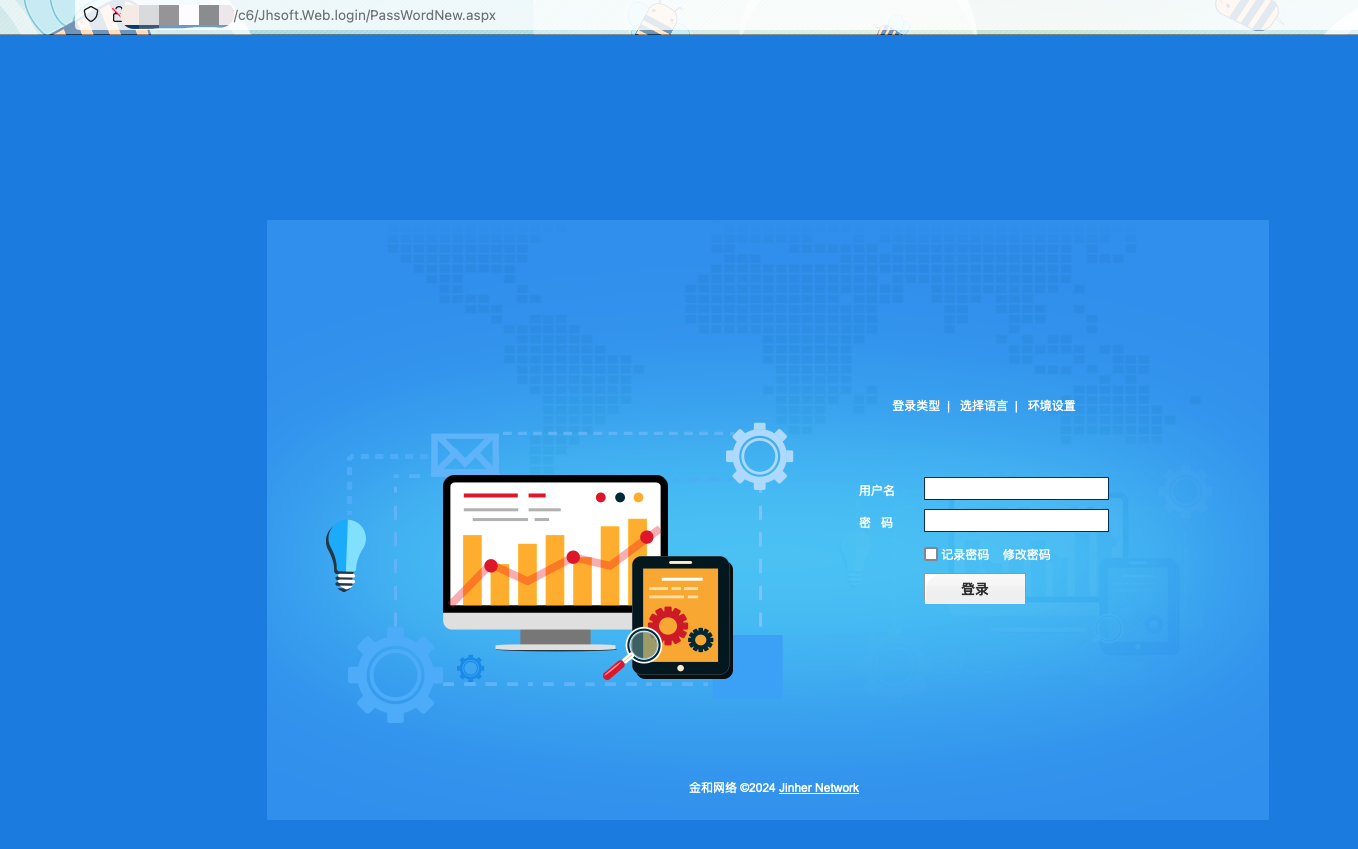 /c6/Jhsoft.Web.login/PassWordNew.aspx
登录类型 | 选择语言 | 环境设置
用户名
密 码
记录密码 修改密码
登录
金和网络 ©2024 Jinher Network